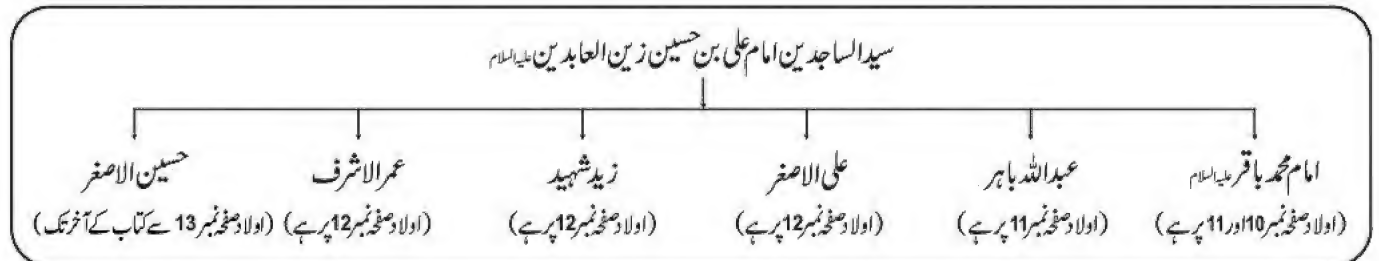 سید الساجدین امام علی بن حسین زین العابدین علیہ السلام
امام محمد باقر علیہ السلام عبداللہ باہر علی الاصغر زید شہید عمر الاشرف حسین الاصغر
(اولاد صفحہ نمبر 10 اور 11 پر ہے) (اولاد صفحہ نمبر 11 پر ہے) (اولاد صفحہ نمبر 12 پر ہے) (اولاد صفحہ نمبر 12 پر ہے) (اولاد صفحہ نمبر 12 پر ہے) (اولاد صفحہ نمبر 13 سے کتاب کے آخر تک)